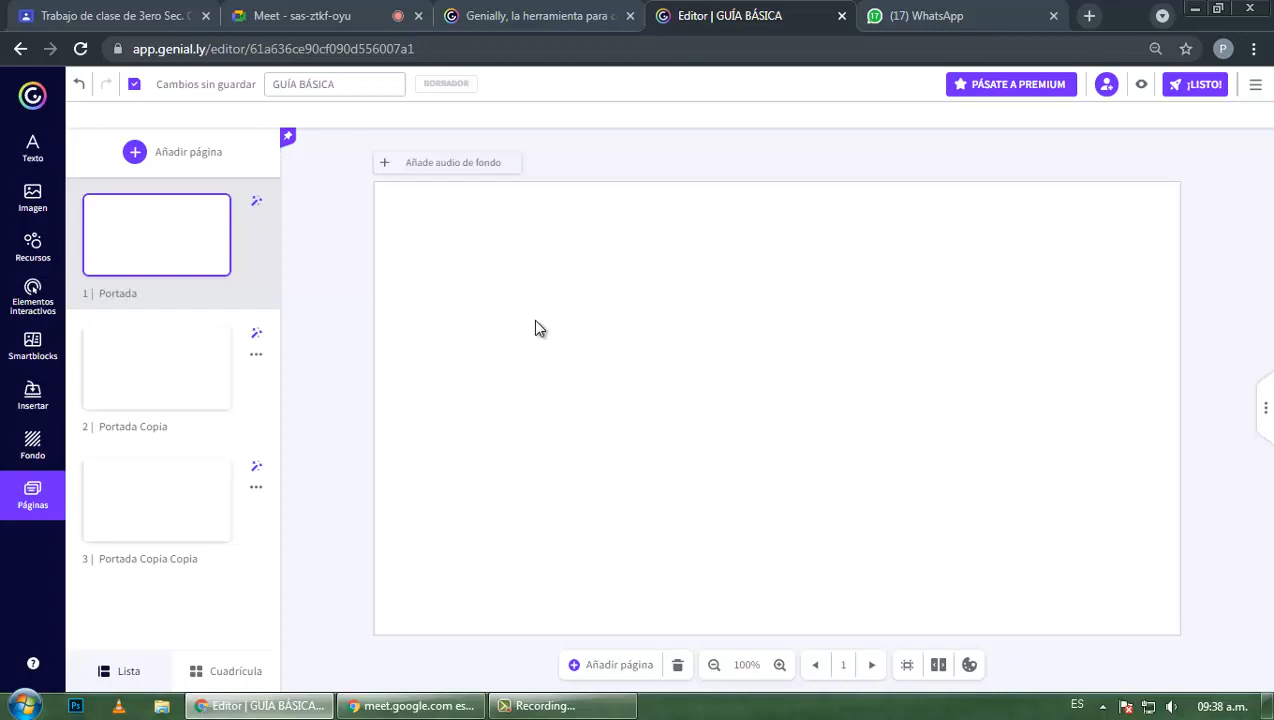 Trabajo de clase de 3ero Sec. (
Meet - sas-ztkf-oyu
Genially, la herramienta para c
Editor | GUÍA BÁSICA
(17) WhatsApp
app.genial.ly/editor/61a636ce90cf090d556007a1
P
Cambios sin guardar
GUÍA BÁSICA
BORRADOR
PÁSATE A PREMIUM
¡LISTO!
Texto
Imagen
Recursos
Elementos
interactivos
Smartblocks
Insertar
Fondo
Páginas
Añadir página
1 | Portada
2 | Portada Copia
3 | Portada Copia Copia
Lista
Cuadrícula
Añade audio de fondo
Añadir página
100%
1
Ps
Editor | GUÍA BÁSICA...
meet.google.com es...
Recording...
ES
09:38 a.m.